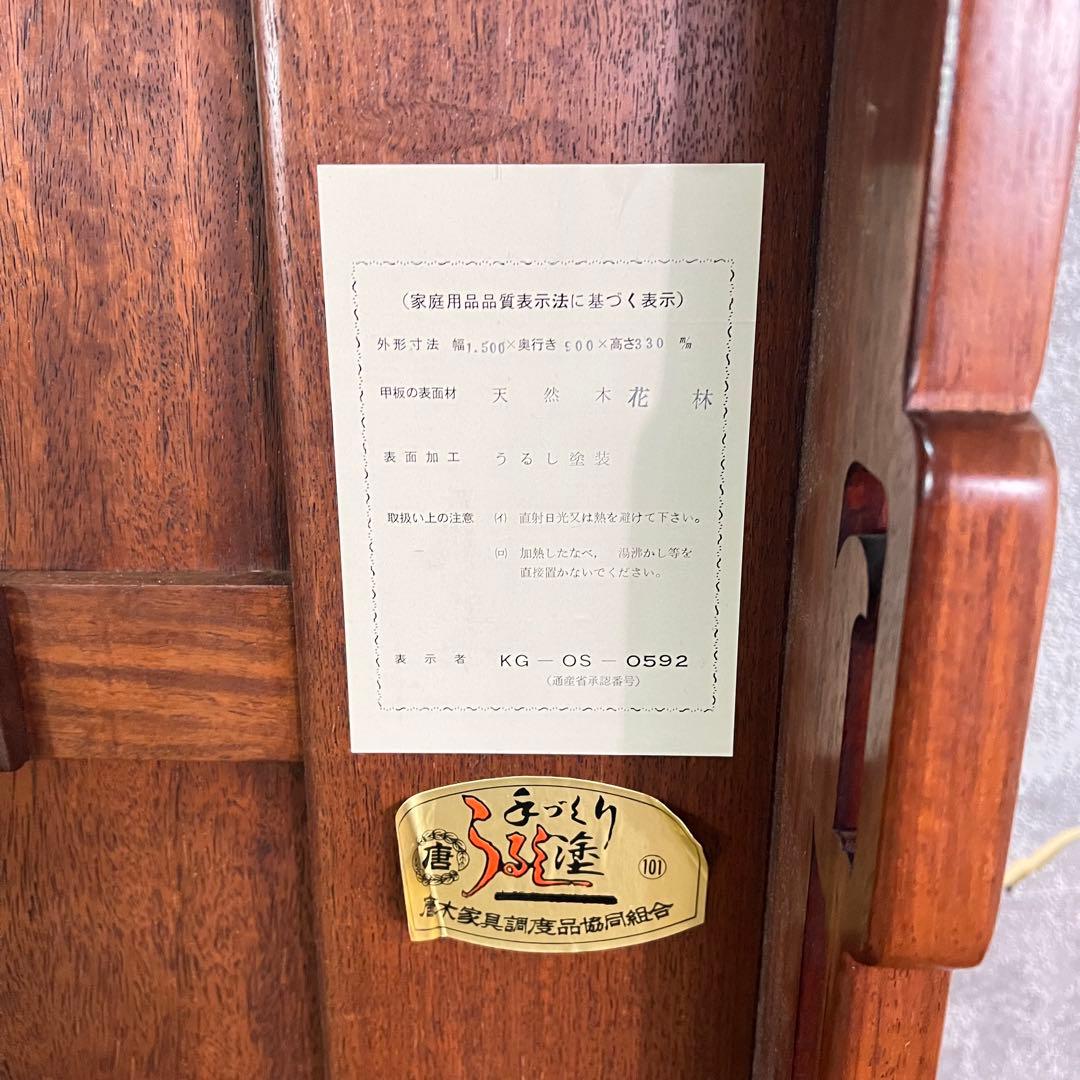 (家庭用品品質表示法に基づく表示)
外形寸法 幅1.500×奥行き 900×高さ330 m/m
甲板の表面材 天然木花林
表面加工 うるし塗装
取扱い上の注意 (イ) 直射日光又は熱を避けて下さい。
(ロ) 加熱したなべ, 湯沸かし等を
直接置かないでください。
表示者 KG-OS-0592
(通産省承認番号)
手づくり
うるし塗
唐
101
唐木家具調度品協同組合